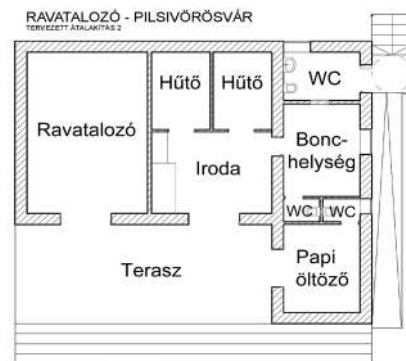 RAVATALOZÓ - PILSIVÖRÖSVÁR
TERVEZETT ÁTALAKÍTÁS 2
Hűtő Hűtő WC
Ravatalozó
Bonc-
helység
Iroda
WC WC
Terasz
Papi
öltöző